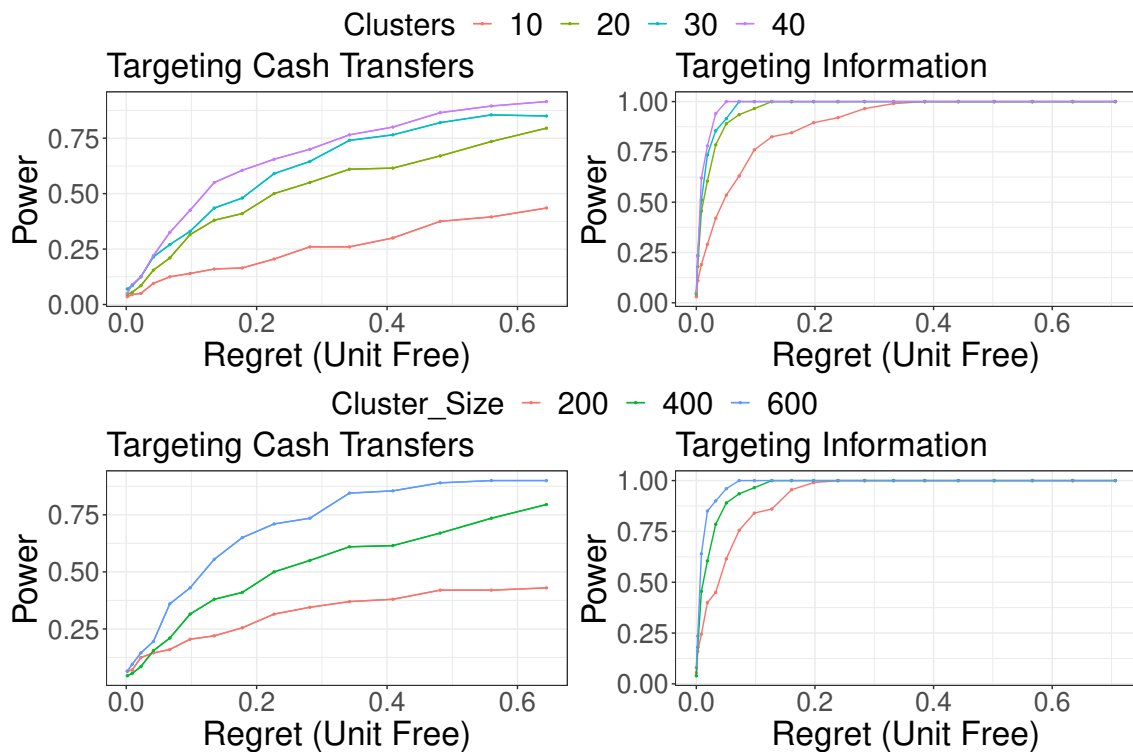 Clusters 10 20 30 40
Targeting Cash Transfers Targeting Information
Power
0.75
0.50
0.25
0.00
0.0 0.2 0.4 0.6
Regret (Unit Free)
Power
1.00
0.75
0.50
0.25
0.00
0.0 0.2 0.4 0.6
Regret (Unit Free)
Cluster_Size 200 400 600
Targeting Cash Transfers Targeting Information
Power
0.75
0.50
0.25
0.0 0.2 0.4 0.6
Regret (Unit Free)
Power
1.00
0.75
0.50
0.25
0.00
0.0 0.2 0.4 0.6
Regret (Unit Free)